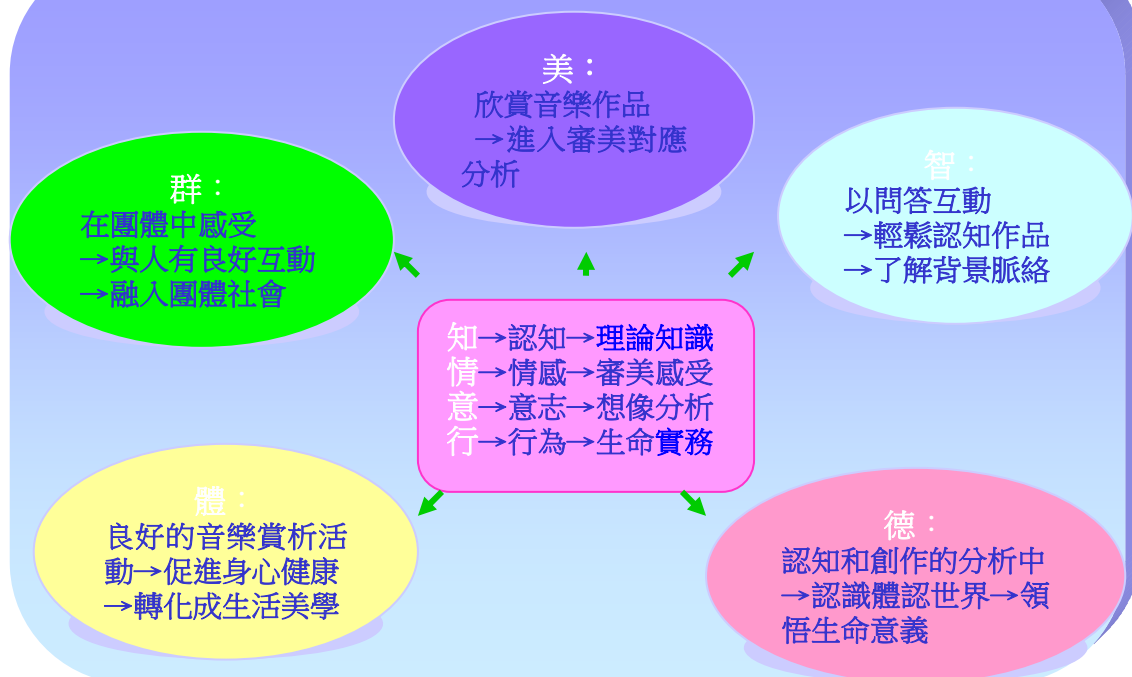 美：
欣賞音樂作品
→進入審美對應
分析
群：
在團體中感受
→與人有良好互動
→融入團體社會
智：
以問答互動
→輕鬆認知作品
→了解背景脈絡
知→認知→理論知識
情→情感→審美感受
意→意志→想像分析
行→行為→生命實務
體：
良好的音樂賞析活
動→促進身心健康
→轉化成生活美學
德：
認知和創作的分析中
→認識體認世界→領
悟生命意義